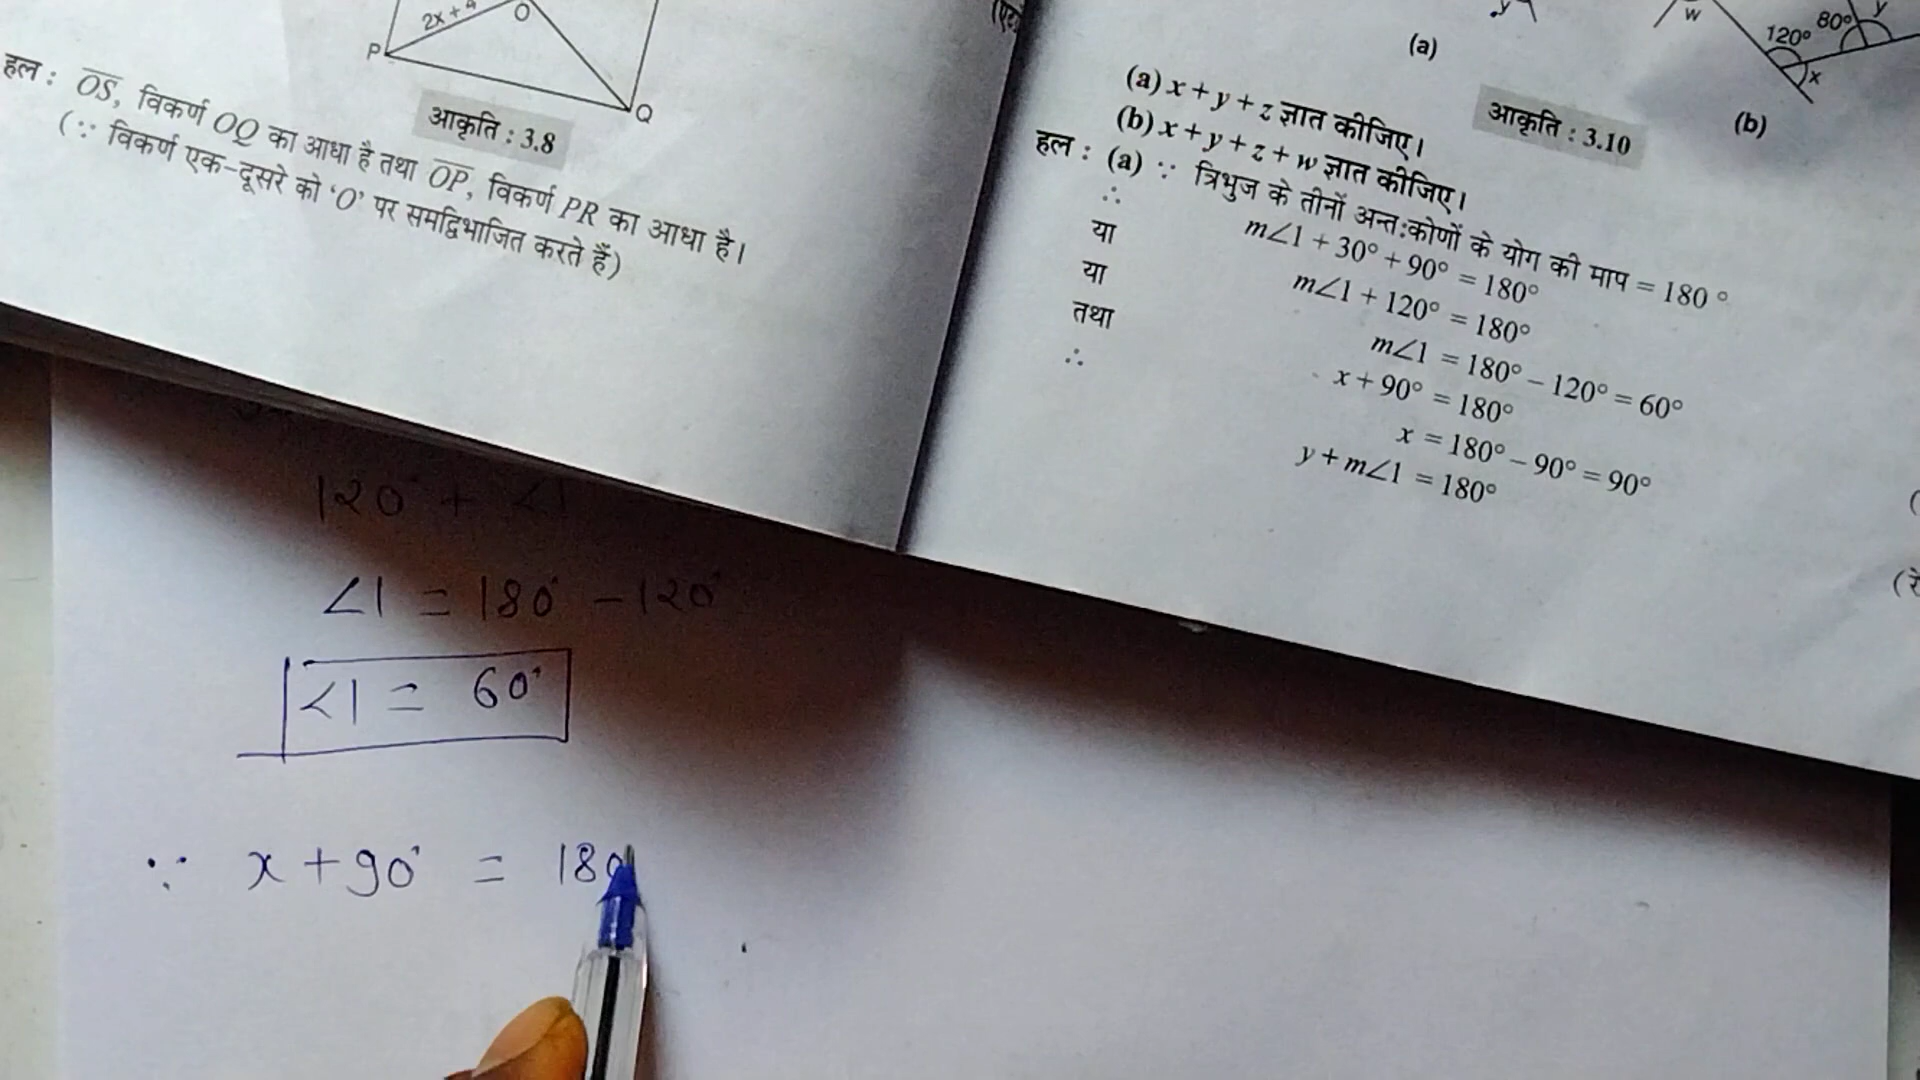 2x + 4
O
P
Q
आकृति : 3.8
हल : OS, विकर्ण OQ का आधा है तथा OP, विकर्ण PR का आधा है।
(∵ विकर्ण एक-दूसरे को ‘O’ पर समद्विभाजित करते हैं)
y
(a)
w
120°
80°
y
x
(b)
आकृति : 3.10
(a) x + y + z ज्ञात कीजिए।
(b) x + y + z + w ज्ञात कीजिए।
हल : (a) ∵ त्रिभुज के तीनों अन्त:कोणों के योग की माप = 180 °
∴ m∠1 + 30° + 90° = 180°
या m∠1 + 120° = 180°
या m∠1 = 180° – 120° = 60°
तथा x + 90° = 180°
∴ x = 180° – 90° = 90°
y + m∠1 = 180°
120° + ∠1
∠1 = 180° – 120°
∠1 = 60°
∵ x + 90° = 180